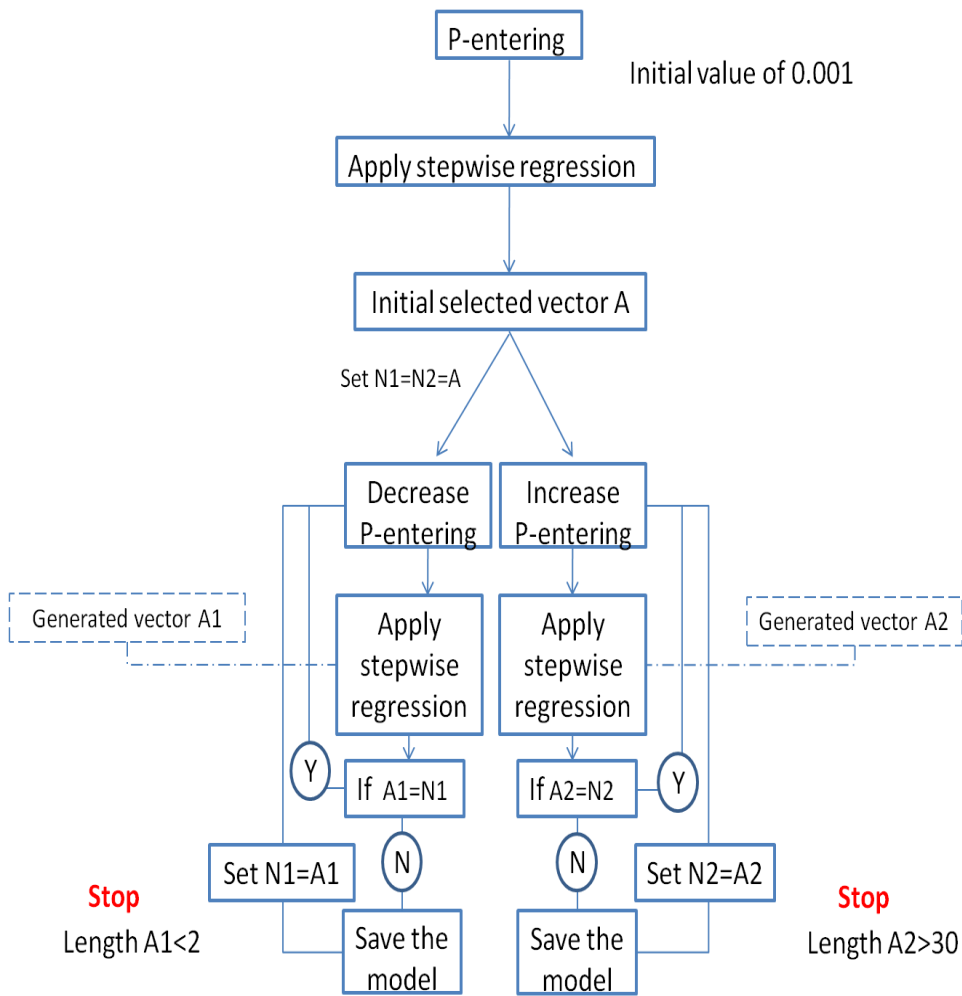 P-entering
Initial value of 0.001
Apply stepwise regression
Initial selected vector A
Set N1=N2=A
Decrease
P-entering
Increase
P-entering
Generated vector A1
Apply
stepwise
regression
Apply
stepwise
regression
Generated vector A2
Y
If A1=N1
If A2=N2
Y
N
N
Set N1=A1
Set N2=A2
Stop
Length A1<2
Save the
model
Save the
model
Stop
Length A2>30